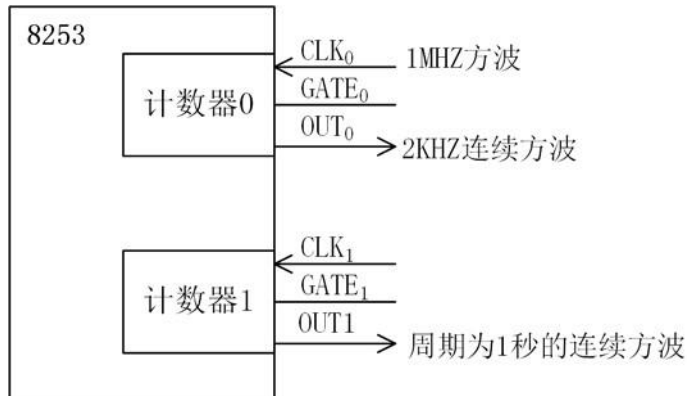 8253
计数器0
CLK₀
1MHZ方波
GATE₀
OUT₀
2KHZ连续方波
计数器1
CLK₁
GATE₁
OUT1
周期为1秒的连续方波